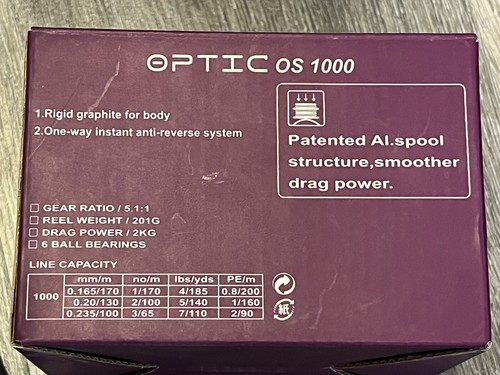 OPTIC OS 1000
1.Rigid graphite for body
2.One-way instant anti-reverse system
Patented Al.spool
structure,smoother
drag power.
GEAR RATIO / 5.1:1
REEL WEIGHT / 201G
DRAG POWER / 2KG
6 BALL BEARINGS
LINE CAPACITY
1000 mm/m no/m lbs/yds PE/m
0.165/170 1/170 4/185 0.8/200
0.20/130 2/100 5/140 1/160
0.235/100 3/65 7/110 2/90
紙